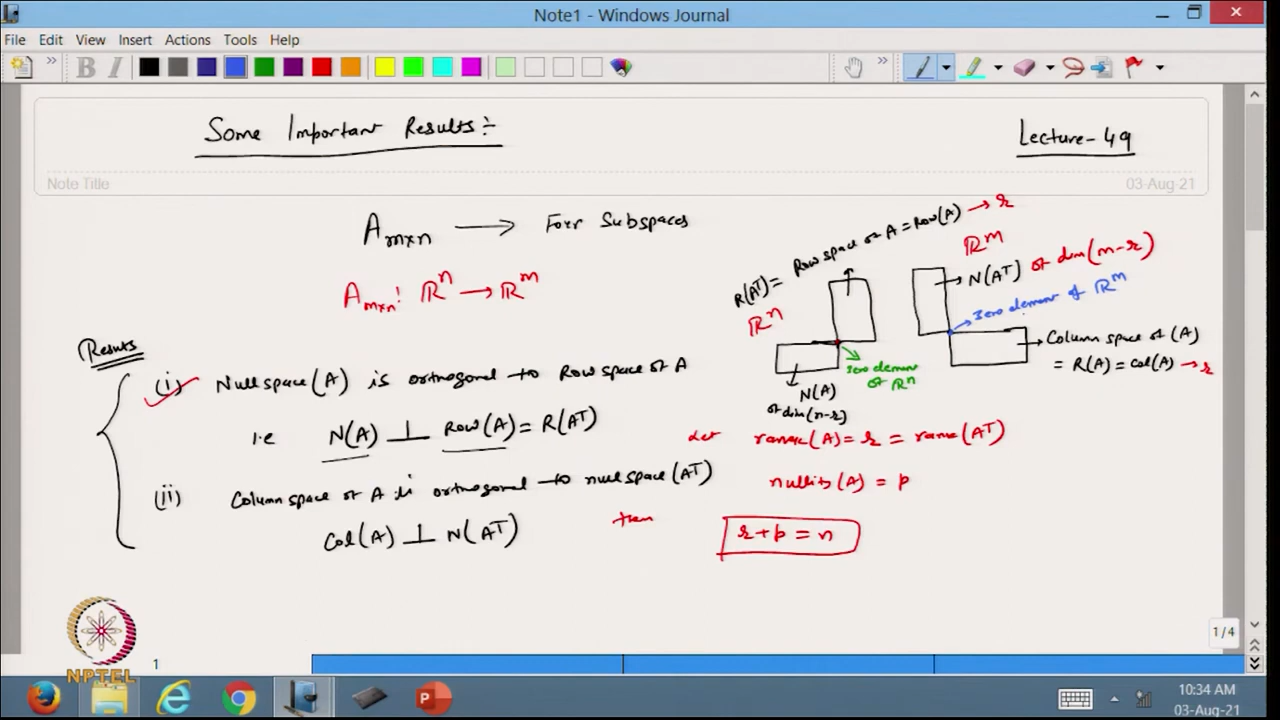 Note1 - Windows Journal
File Edit View Insert Actions Tools Help
Some Important Results:-
Lecture-49
Note Title
03-Aug-21
Amxn → Four Subspaces
Amxn: ℝⁿ → ℝᵐ
R(AT) = Row space of A = Row(A) → r
ℝⁿ
N(A)
of dim(n-r)
Zero element
of ℝⁿ
ℝᵐ
N(AT) of dim(m-r)
Zero element of ℝᵐ
Column space of (A)
= R(A) = Col(A) → r
Results
(i) Nullspace(A) is orthogonal to Row space of A
i.e N(A) ⊥ Row(A) = R(AT)
(ii) Column space of A is orthogonal to nullspace(AT)
Col(A) ⊥ N(AT)
Let rank(A) = r = rank(AT)
nullity(A) = p
then r+p = n
1/4
NPTEL
1
10:34 AM
03-Aug-21